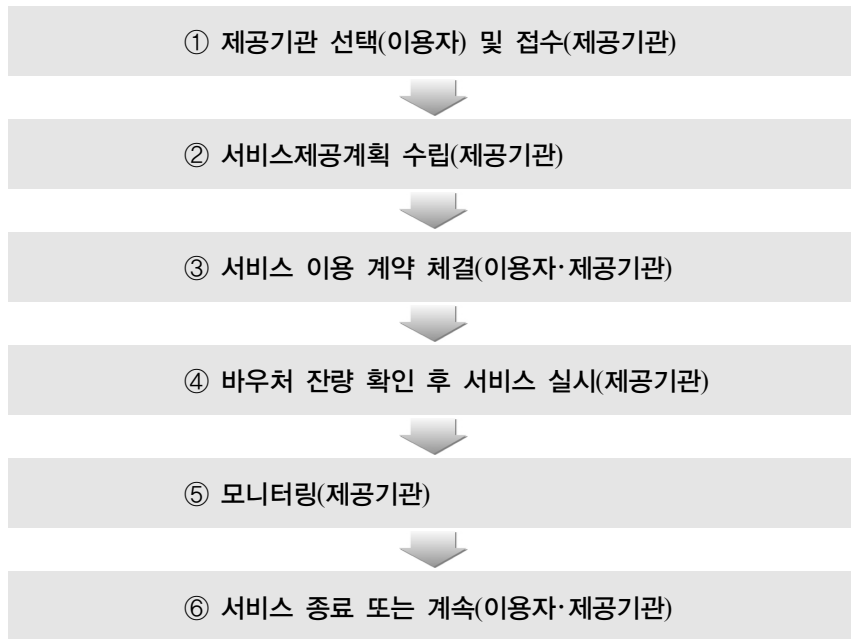 ① 제공기관 선택(이용자) 및 접수(제공기관)
② 서비스제공계획 수립(제공기관)
③ 서비스 이용 계약 체결(이용자·제공기관)
④ 바우처 잔량 확인 후 서비스 실시(제공기관)
⑤ 모니터링(제공기관)
⑥ 서비스 종료 또는 계속(이용자·제공기관)